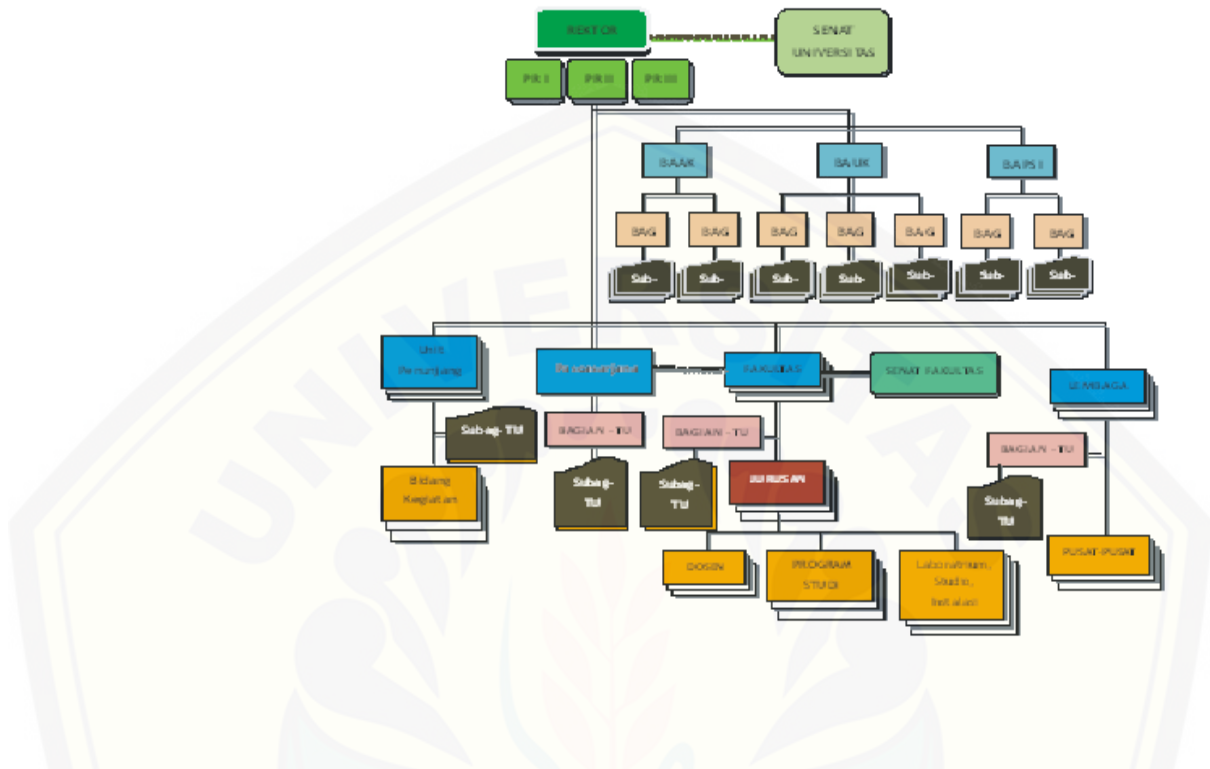 REKTOR
SENAT
UNIVERSITAS
PR I
PR II
PR III
BAAK
BAUK
BAPSI
BAG
BAG
BAG
BAG
BAG
BAG
BAG
Sub-
Sub-
Sub-
Sub-
Sub-
Sub-
Sub-
Unit
Penunjang
FAKULTAS
SENAT FAKULTAS
LEMBAGA
Subag- TU
BAGIAN - TU
BAGIAN - TU
BAGIAN - TU
Bidang
Kegiatan
Subag-
TU
Subag-
TU
JURUSAN
Subag-
TU
DOSEN
PROGRAM
STUDI
Laboratrium,
Studio,
Instalasi
PUSAT-PUSAT
UNIVERSITAS